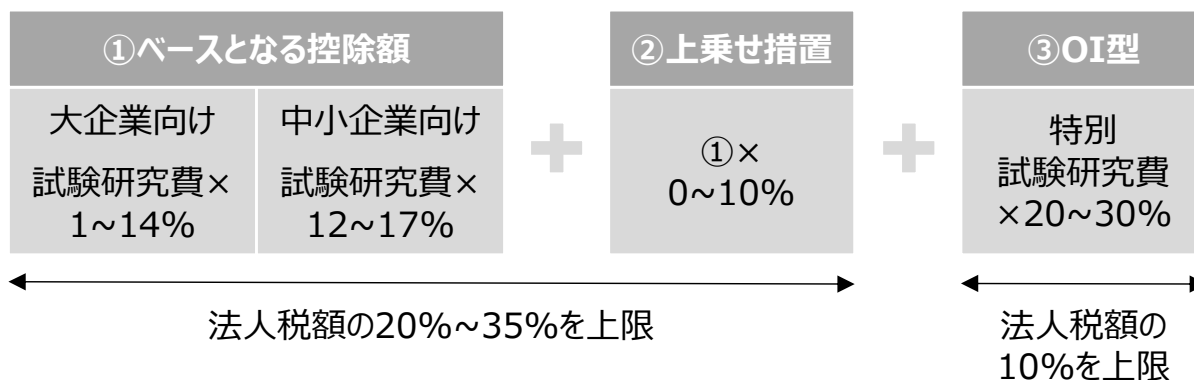 ①ベースとなる控除額
大企業向け
試験研究費×
1~14%
中小企業向け
試験研究費×
12~17%
②上乗せ措置
①×
0~10%
③OI型
特別
試験研究費
×20~30%
法人税額の20%~35%を上限
法人税額の
10%を上限